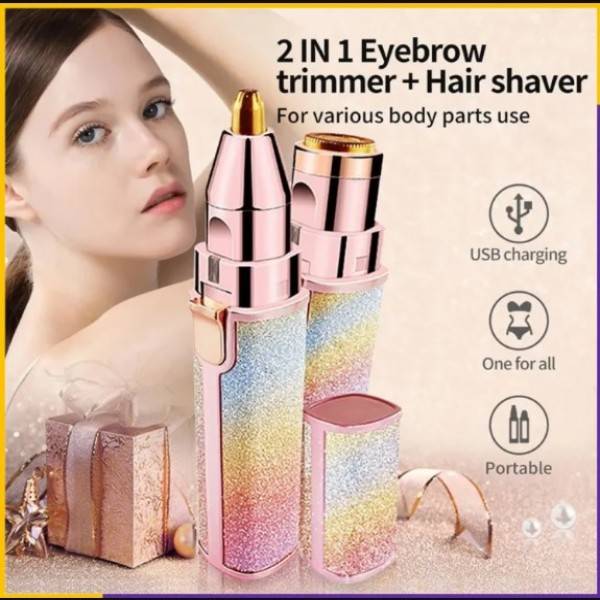 2 IN 1 Eyebrow
trimmer + Hair shaver
For various body parts use
USB charging
One for all
Portable